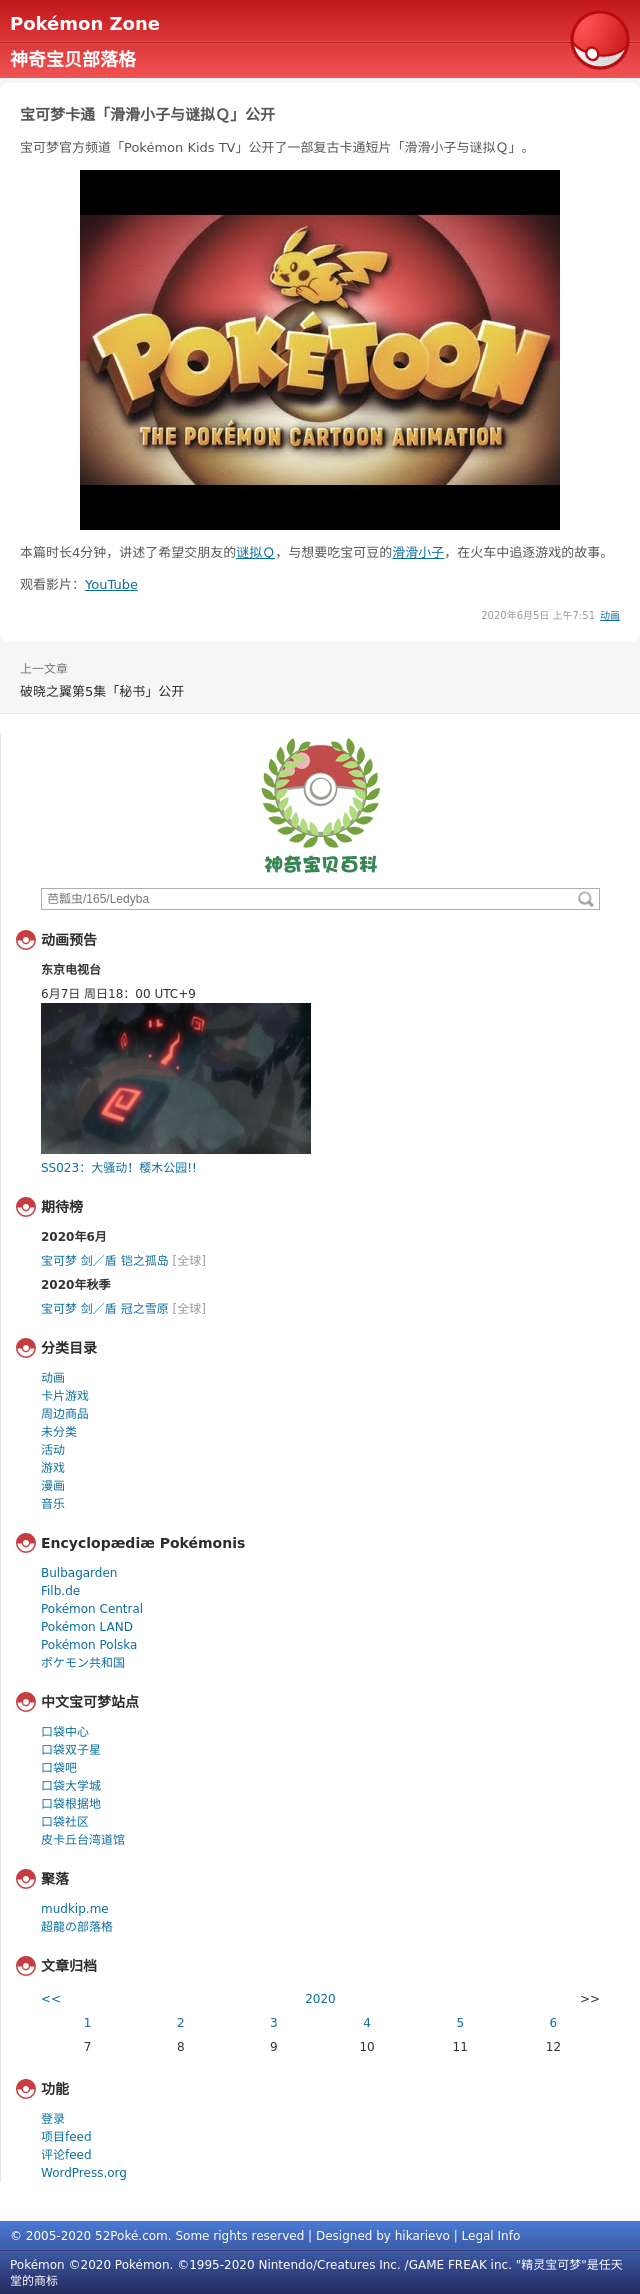 Pokémon Zone
神奇宝贝部落格
宝可梦卡通「滑滑小子与谜拟Ｑ」公开
宝可梦官方频道「Pokémon Kids TV」公开了一部复古卡通短片「滑滑小子与谜拟Ｑ」。
POKÉTOON
THE POKÉMON CARTOON ANIMATION
本篇时长4分钟，讲述了希望交朋友的谜拟Ｑ，与想要吃宝可豆的滑滑小子，在火车中追逐游戏的故事。
观看影片：YouTube
2020年6月5日 上午7:51 动画
上一文章
破晓之翼第5集「秘书」公开
神奇宝贝百科
芭瓢虫/165/Ledyba
动画预告
东京电视台
6月7日 周日18：00 UTC+9
SS023：大骚动！樱木公园!!
期待榜
2020年6月
宝可梦 剑／盾 铠之孤岛 [全球]
2020年秋季
宝可梦 剑／盾 冠之雪原 [全球]
分类目录
动画
卡片游戏
周边商品
未分类
活动
游戏
漫画
音乐
Encyclopædiæ Pokémonis
Bulbagarden
Filb.de
Pokémon Central
Pokémon LAND
Pokémon Polska
ポケモン共和国
中文宝可梦站点
口袋中心
口袋双子星
口袋吧
口袋大学城
口袋根据地
口袋社区
皮卡丘台湾道馆
聚落
mudkip.me
超龍の部落格
文章归档
<< 2020 >>
1 2 3 4 5 6
7 8 9 10 11 12
功能
登录
项目feed
评论feed
WordPress.org
© 2005-2020 52Poké.com. Some rights reserved | Designed by hikarievo | Legal Info
Pokémon ©2020 Pokémon. ©1995-2020 Nintendo/Creatures Inc. /GAME FREAK inc. "精灵宝可梦"是任天
堂的商标